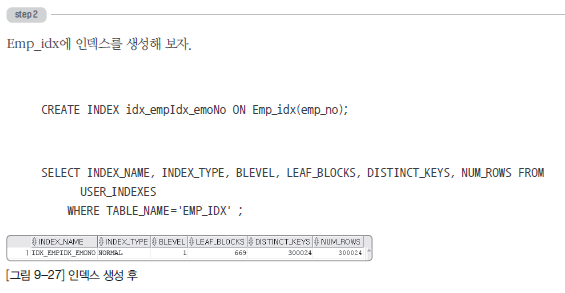 step 2
Emp_idx에 인덱스를 생성해 보자.
CREATE INDEX idx_empIdx_emoNo ON Emp_idx(emp_no);
SELECT INDEX_NAME, INDEX_TYPE, BLEVEL, LEAF_BLOCKS, DISTINCT_KEYS, NUM_ROWS FROM
USER_INDEXES
WHERE TABLE_NAME='EMP_IDX' ;
INDEX_NAME INDEX_TYPE BLEVEL LEAF_BLOCKS DISTINCT_KEYS NUM_ROWS
1 IDX_EMPIDX_EMONO NORMAL 1 669 300024 300024
[그림 9-27] 인덱스 생성 후